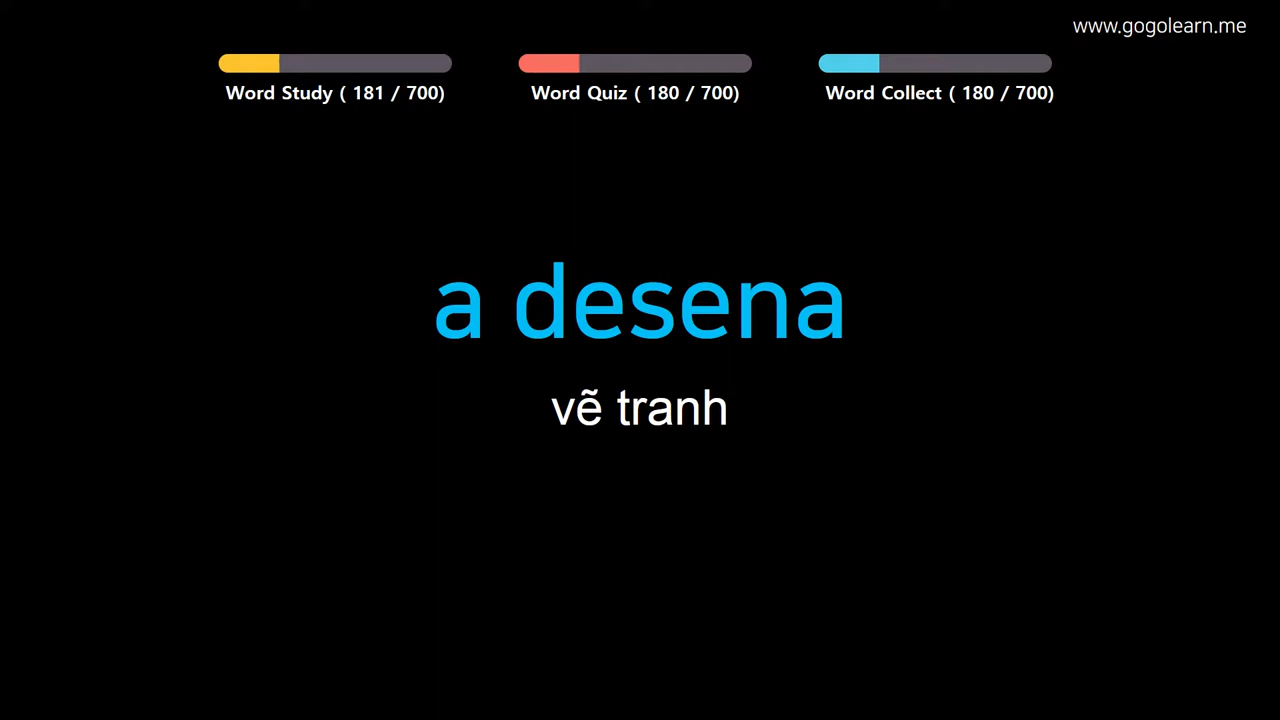 www.gogolearn.me
Word Study ( 181 / 700)
Word Quiz ( 180 / 700)
Word Collect ( 180 / 700)
a desena
vẽ tranh